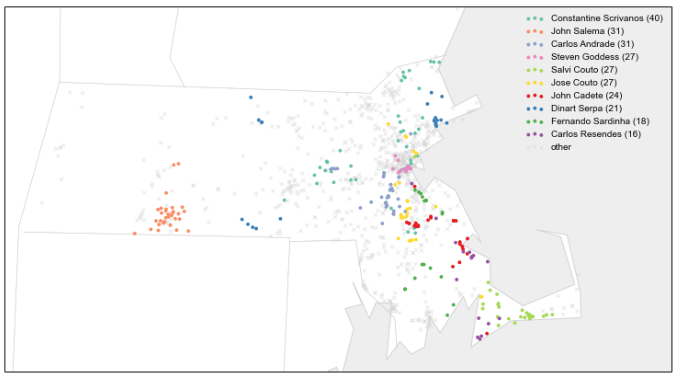 Constantine Scrivanos (40)
John Salema (31)
Carlos Andrade (31)
Steven Goddess (27)
Salvi Couto (27)
Jose Couto (27)
John Cadete (24)
Dinart Serpa (21)
Fernando Sardinha (18)
Carlos Resendes (16)
other